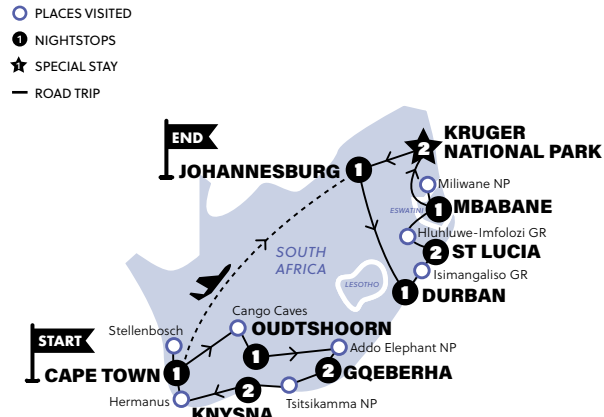 PLACES VISITED
1 NIGHTSTOPS
1 SPECIAL STAY
ROAD TRIP
END
KRUGER
NATIONAL PARK
2
JOHANNESBURG 1
Miliwane NP
ESWATINI
1 MBABANE
Hluhluwe-Imfolozi GR
2 ST LUCIA
SOUTH
AFRICA
Isimangaliso GR
LESOTHO
1 DURBAN
Cango Caves
Stellenbosch
OUDTSHOORN
START
1
Addo Elephant NP
CAPE TOWN 1
2 GQEBERHA
2
Hermanus
Tsitsikamma NP
KNYSNA